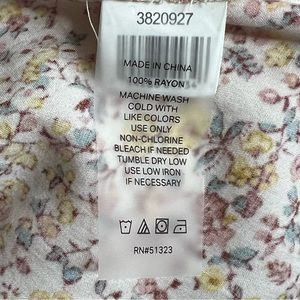 3820927
MADE IN CHINA
100% RAYON
MACHINE WASH
COLD WITH
LIKE COLORS
USE ONLY
NON-CHLORINE
BLEACH IF NEEDED
TUMBLE DRY LOW
USE LOW IRON
IF NECESSARY
RN#51323